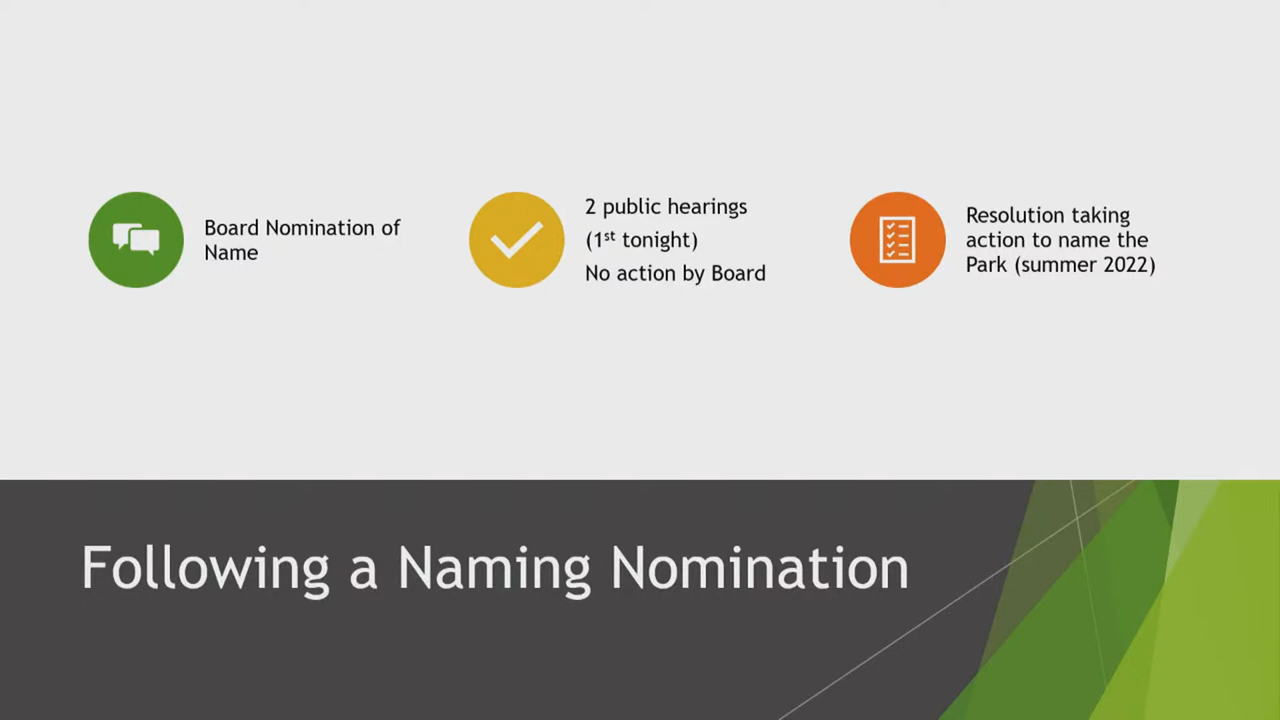 Board Nomination of
Name
2 public hearings
(1st tonight)
No action by Board
Resolution taking
action to name the
Park (summer 2022)
Following a Naming Nomination